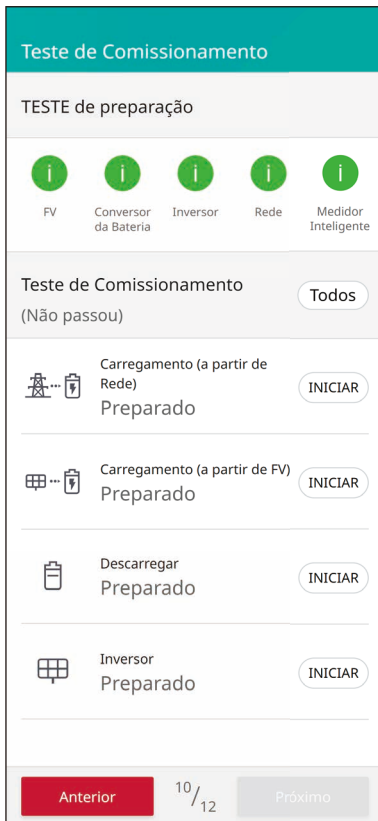 Teste de Comissionamento
TESTE de preparação
i i i i i
FV Conversor da Bateria Inversor Rede Medidor Inteligente
Teste de Comissionamento
(Não passou)
Todos
Carregamento (a partir de
Rede)
Preparado
INICIAR
Carregamento (a partir de FV)
Preparado
INICIAR
Descarregar
Preparado
INICIAR
Inversor
Preparado
INICIAR
Anterior
10/12
Próximo